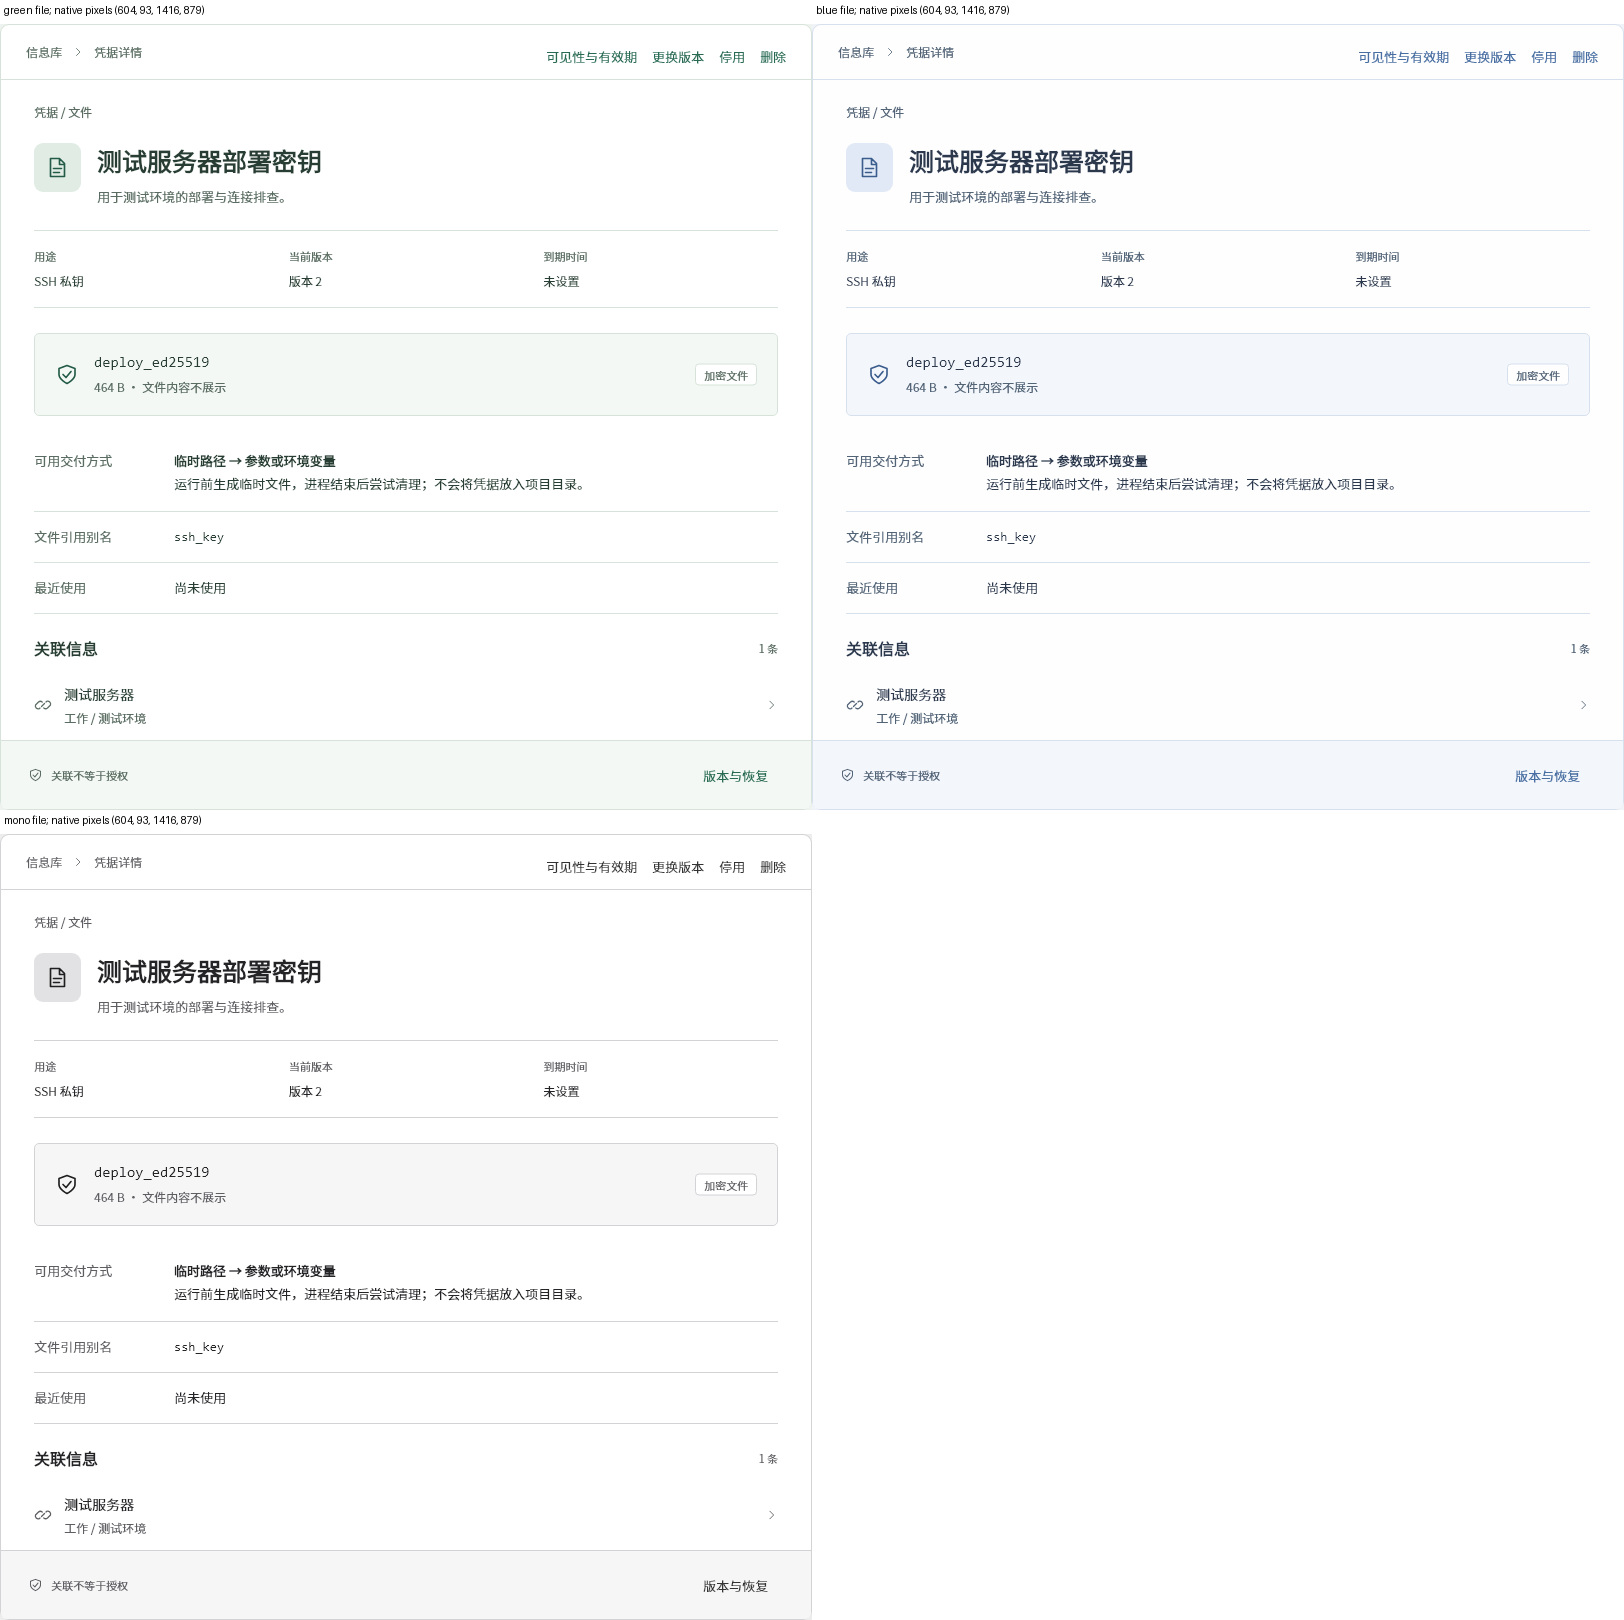 green file; native pixels (604, 93, 1416, 879)
信息库 > 凭据详情
可见性与有效期 更换版本 停用 删除
凭据 / 文件
测试服务器部署密钥
用于测试环境的部署与连接排查。
用途 当前版本 到期时间
SSH 私钥 版本 2 未设置
deploy_ed25519
464 B · 文件内容不展示
加密文件
可用交付方式 临时路径 → 参数或环境变量
运行前生成临时文件，进程结束后尝试清理；不会将凭据放入项目目录。
文件引用别名 ssh_key
最近使用 尚未使用
关联信息 1 条
测试服务器
工作 / 测试环境
关联不等于授权 版本与恢复
blue file; native pixels (604, 93, 1416, 879)
信息库 > 凭据详情
可见性与有效期 更换版本 停用 删除
凭据 / 文件
测试服务器部署密钥
用于测试环境的部署与连接排查。
用途 当前版本 到期时间
SSH 私钥 版本 2 未设置
deploy_ed25519
464 B · 文件内容不展示
加密文件
可用交付方式 临时路径 → 参数或环境变量
运行前生成临时文件，进程结束后尝试清理；不会将凭据放入项目目录。
文件引用别名 ssh_key
最近使用 尚未使用
关联信息 1 条
测试服务器
工作 / 测试环境
关联不等于授权 版本与恢复
mono file; native pixels (604, 93, 1416, 879)
信息库 > 凭据详情
可见性与有效期 更换版本 停用 删除
凭据 / 文件
测试服务器部署密钥
用于测试环境的部署与连接排查。
用途 当前版本 到期时间
SSH 私钥 版本 2 未设置
deploy_ed25519
464 B · 文件内容不展示
加密文件
可用交付方式 临时路径 → 参数或环境变量
运行前生成临时文件，进程结束后尝试清理；不会将凭据放入项目目录。
文件引用别名 ssh_key
最近使用 尚未使用
关联信息 1 条
测试服务器
工作 / 测试环境
关联不等于授权 版本与恢复